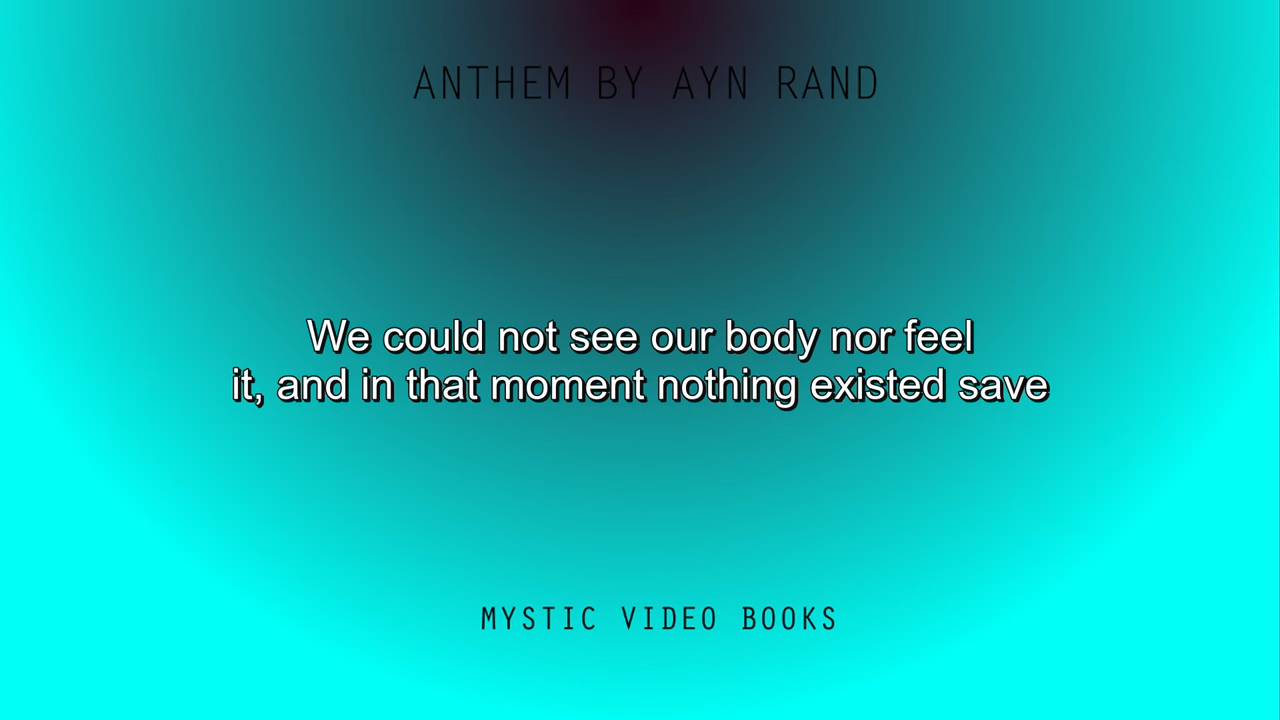 ANTHEM BY AYN RAND
We could not see our body nor feel
it, and in that moment nothing existed save
MYSTIC VIDEO BOOKS